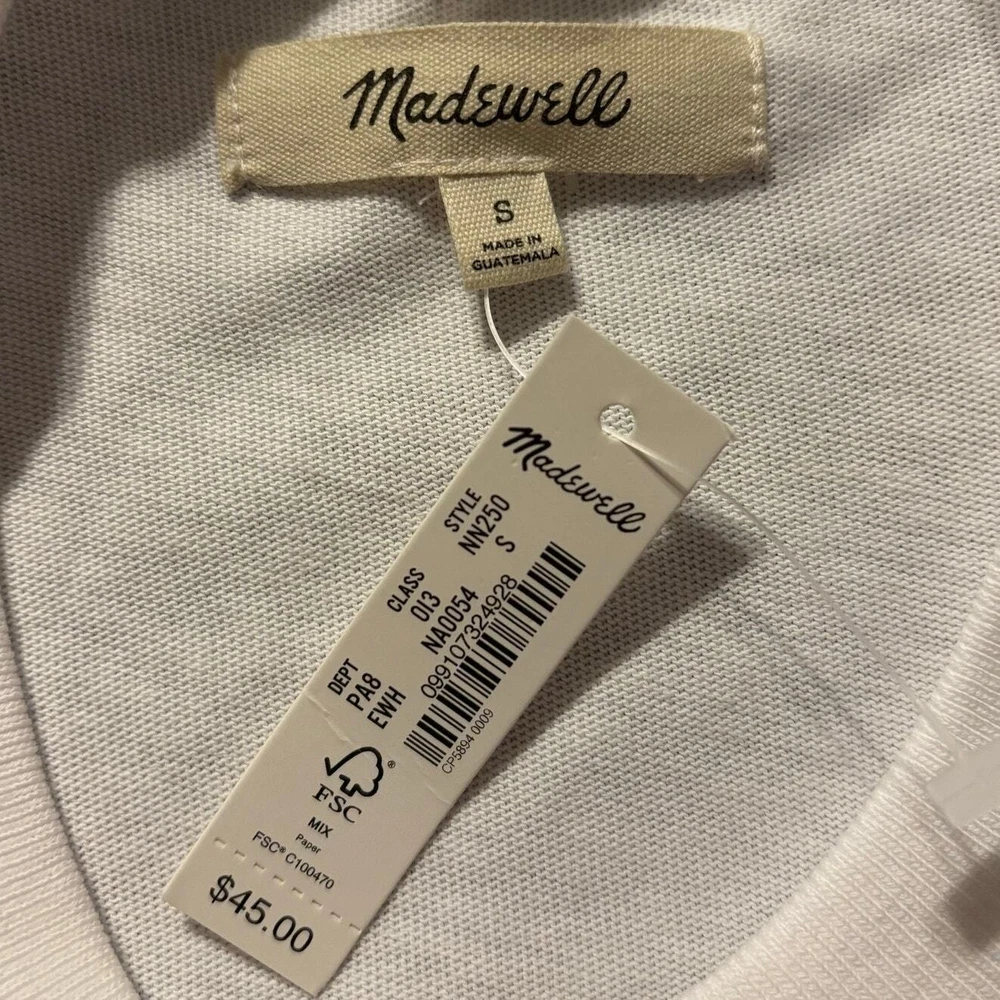 Madewell
S
MADE IN
GUATEMALA
Madewell
STYLE
NN250
S
CLASS
013
NA0054
DEPT
PA8
EWH
099107324928
CP5894 0009
FSC®
MIX
Paper
FSC® C100470
$45.00